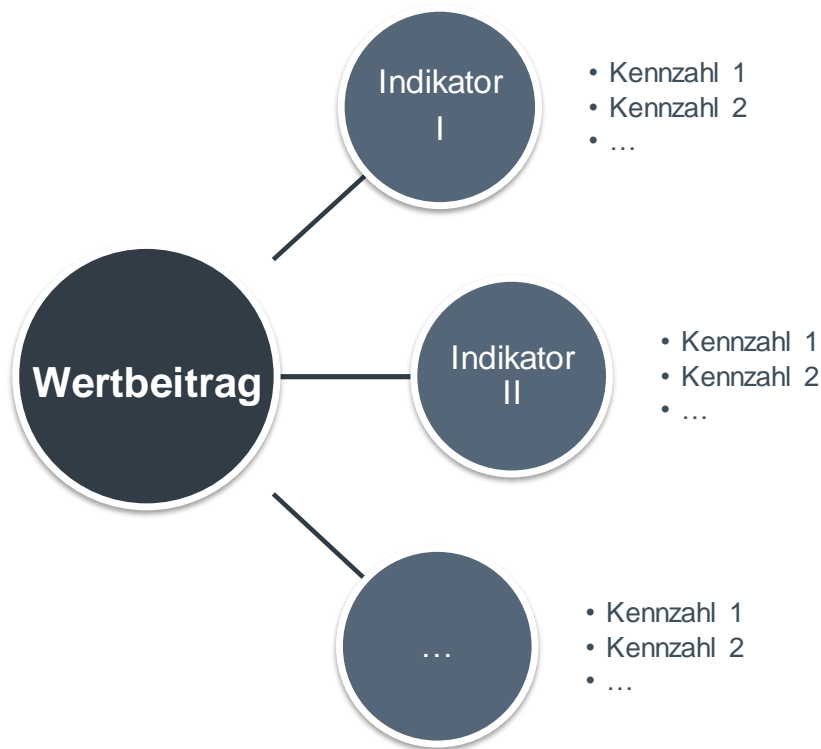 Indikator
I
• Kennzahl 1
• Kennzahl 2
• …
Wertbeitrag
Indikator
II
• Kennzahl 1
• Kennzahl 2
• …
…
• Kennzahl 1
• Kennzahl 2
• …